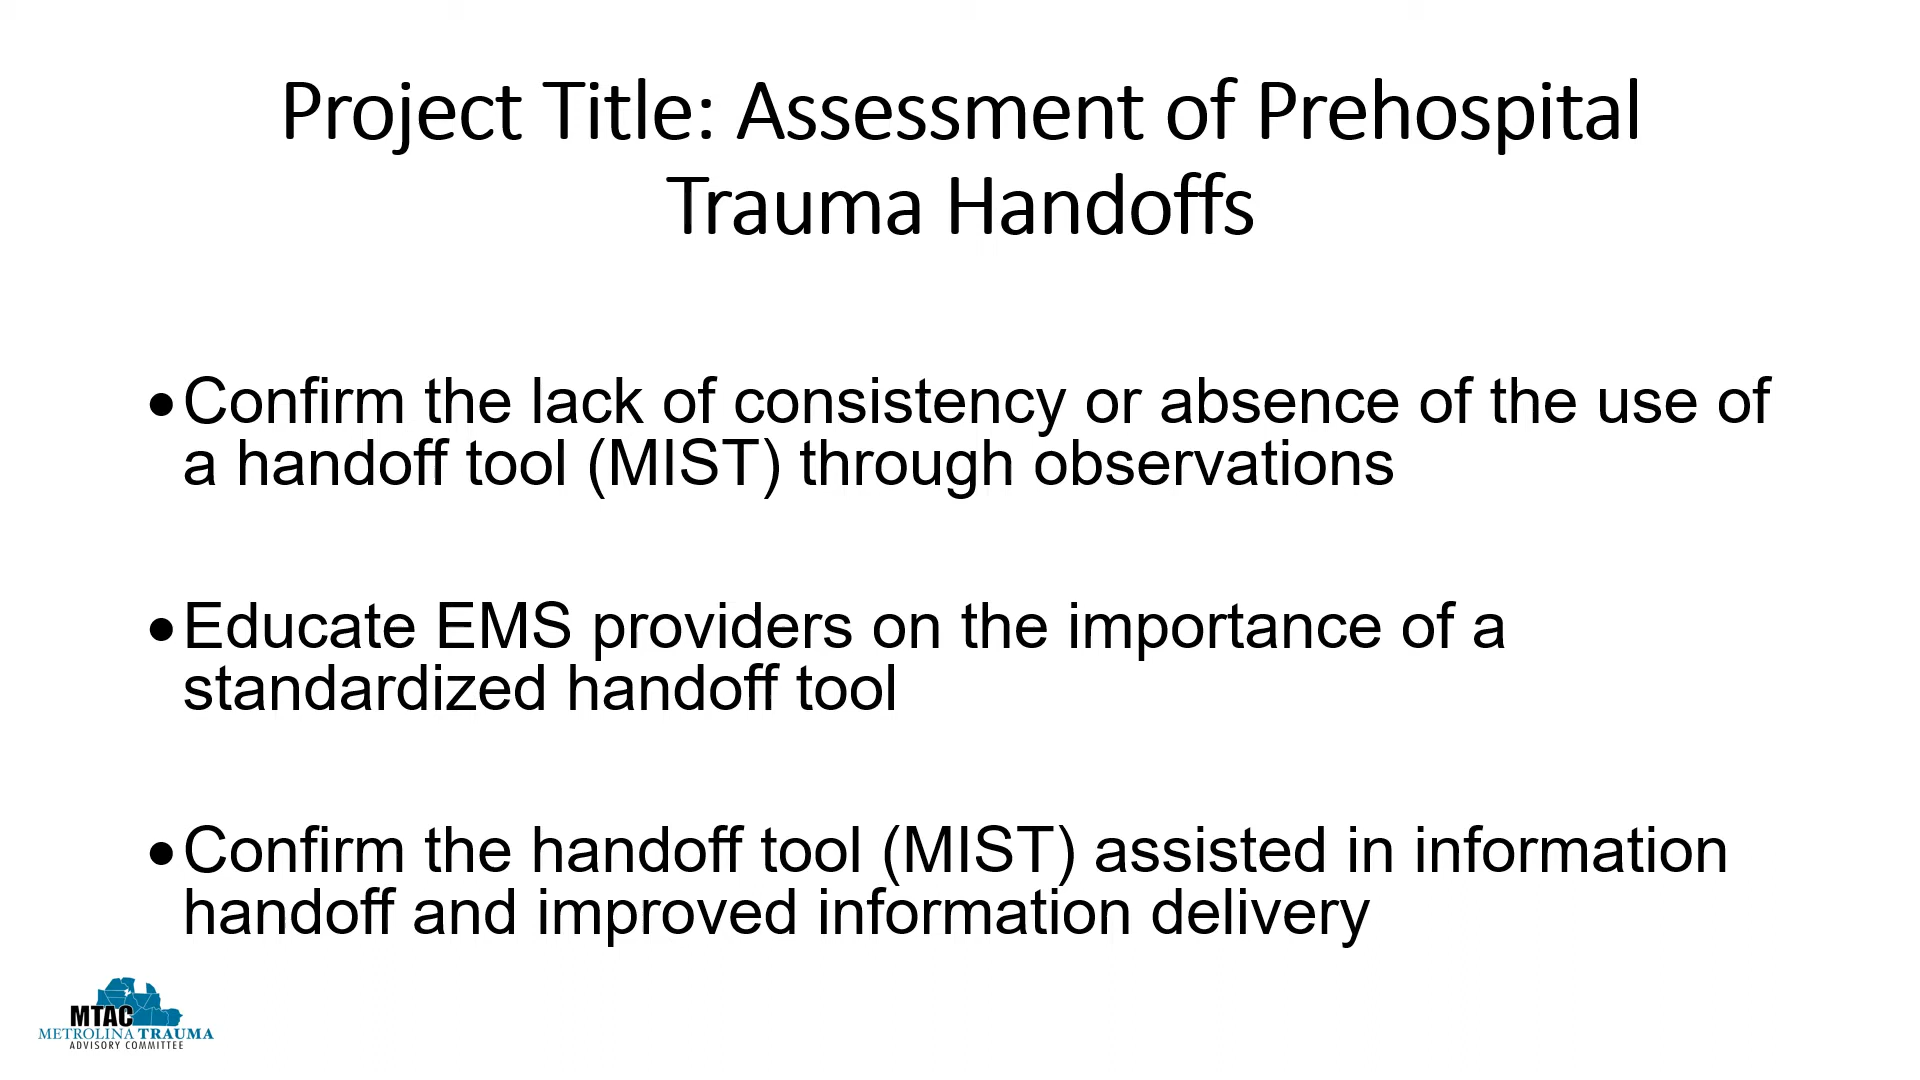 Project Title: Assessment of Prehospital
Trauma Handoffs
•Confirm the lack of consistency or absence of the use of
a handoff tool (MIST) through observations
•Educate EMS providers on the importance of a
standardized handoff tool
•Confirm the handoff tool (MIST) assisted in information
handoff and improved information delivery
MTAC
METROLINA TRAUMA
ADVISORY COMMITTEE